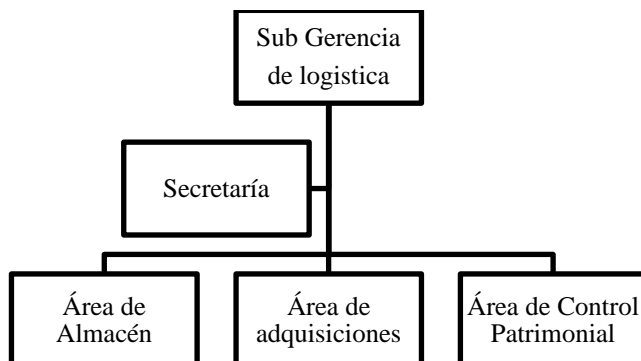 Sub Gerencia
de logistica
Secretaría
Área de
Almacén
Área de
adquisiciones
Área de Control
Patrimonial